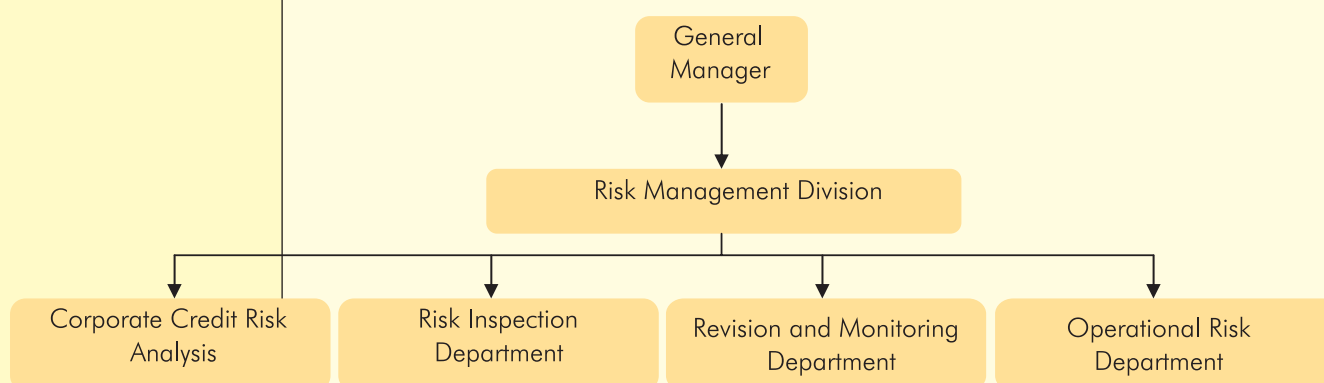 General
Manager
Risk Management Division
Corporate Credit Risk
Analysis
Risk Inspection
Department
Revision and Monitoring
Department
Operational Risk
Department